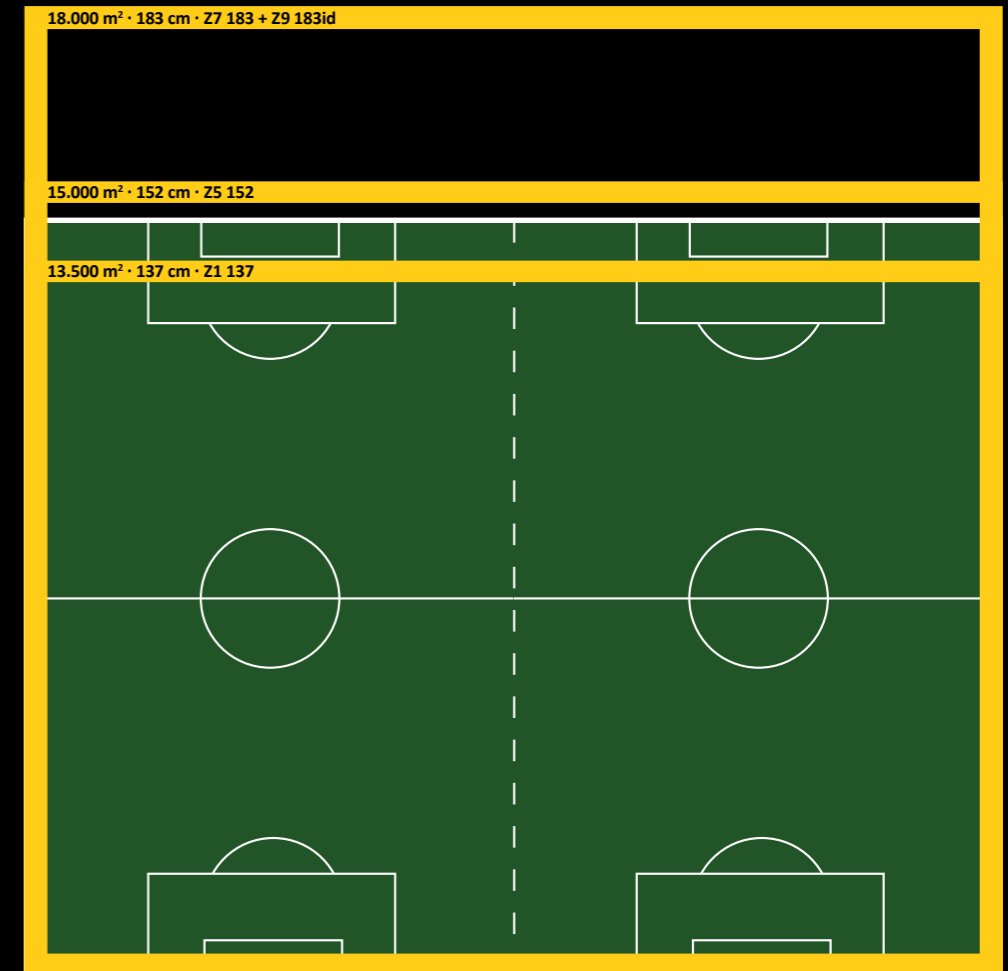 18.000 m² · 183 cm · Z7 183 + Z9 183id
15.000 m² · 152 cm · Z5 152
13.500 m² · 137 cm · Z1 137